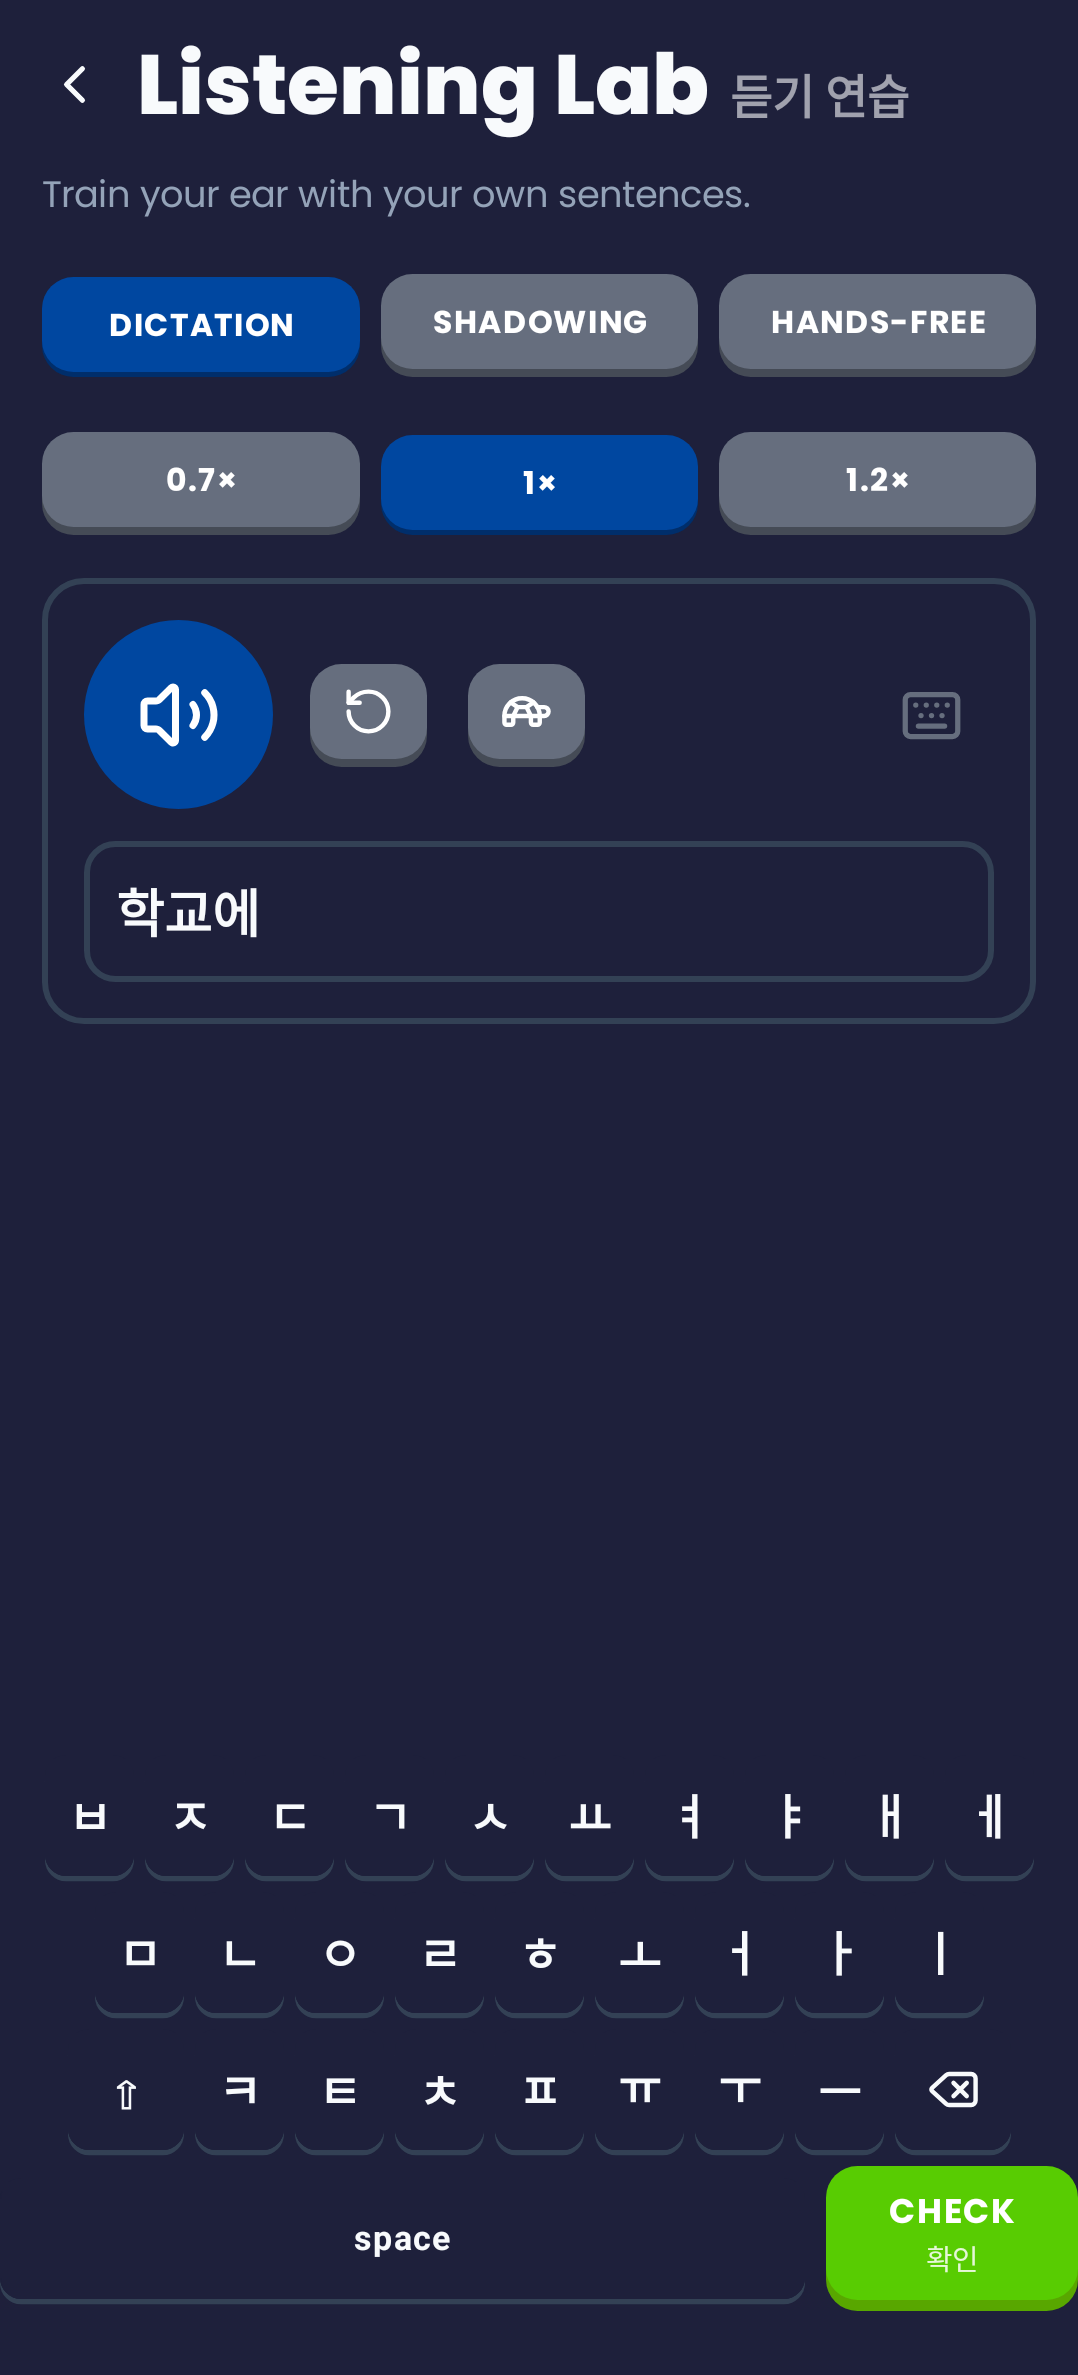 Listening Lab 듣기 연습
Train your ear with your own sentences.
DICTATION SHADOWING HANDS-FREE
0.7× 1× 1.2×
학교에
ㅂ ㅈ ㄷ ㄱ ㅅ ㅛ ㅕ ㅑ ㅐ ㅔ
ㅁ ㄴ ㅇ ㄹ ㅎ ㅗ ㅓ ㅏ ㅣ
⇧ ㅋ ㅌ ㅊ ㅍ ㅠ ㅜ ㅡ
space CHECK
확인